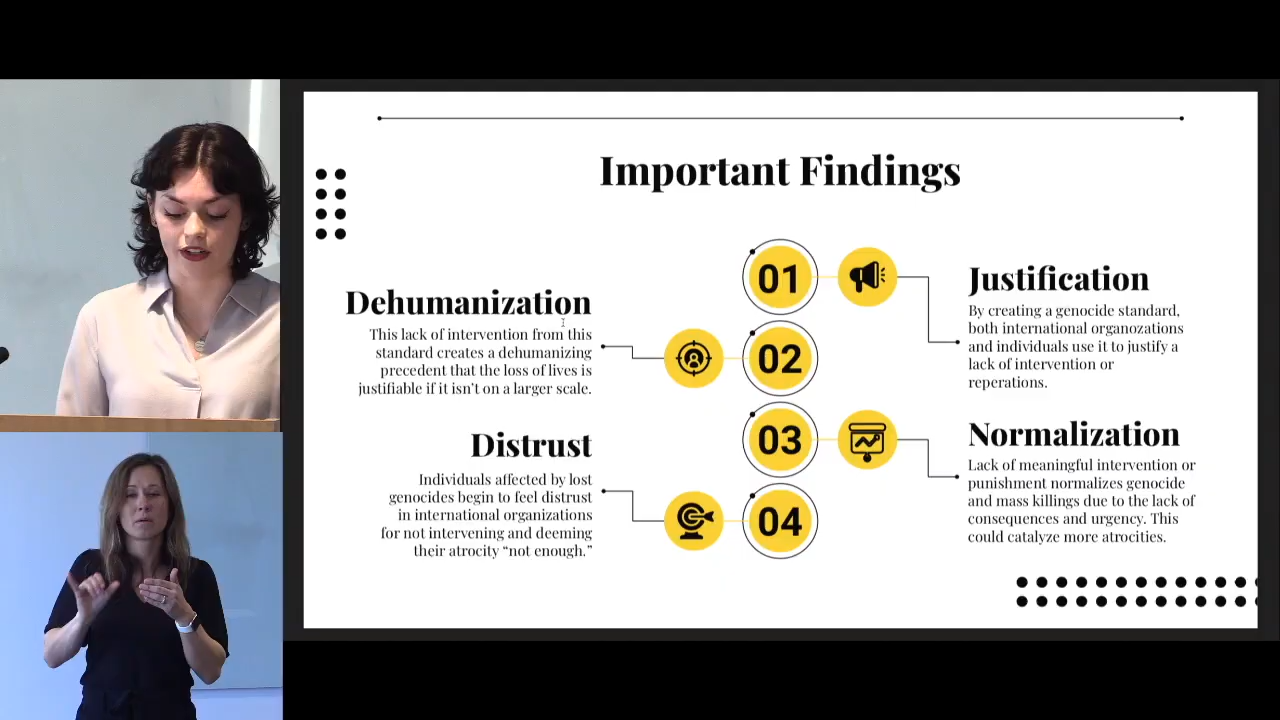 Important Findings
01
Justification
By creating a genocide standard,
both international organozations
and individuals use it to justify a
lack of intervention or
reperations.
02
Dehumanization
This lack of intervention from this
standard creates a dehumanizing
precedent that the loss of lives is
justifiable if it isn't on a larger scale.
03
Normalization
Lack of meaningful intervention or
punishment normalizes genocide
and mass killings due to the lack of
consequences and urgency. This
could catalyze more atrocities.
04
Distrust
Individuals affected by lost
genocides begin to feel distrust
in international organizations
for not intervening and deeming
their atrocity “not enough.”